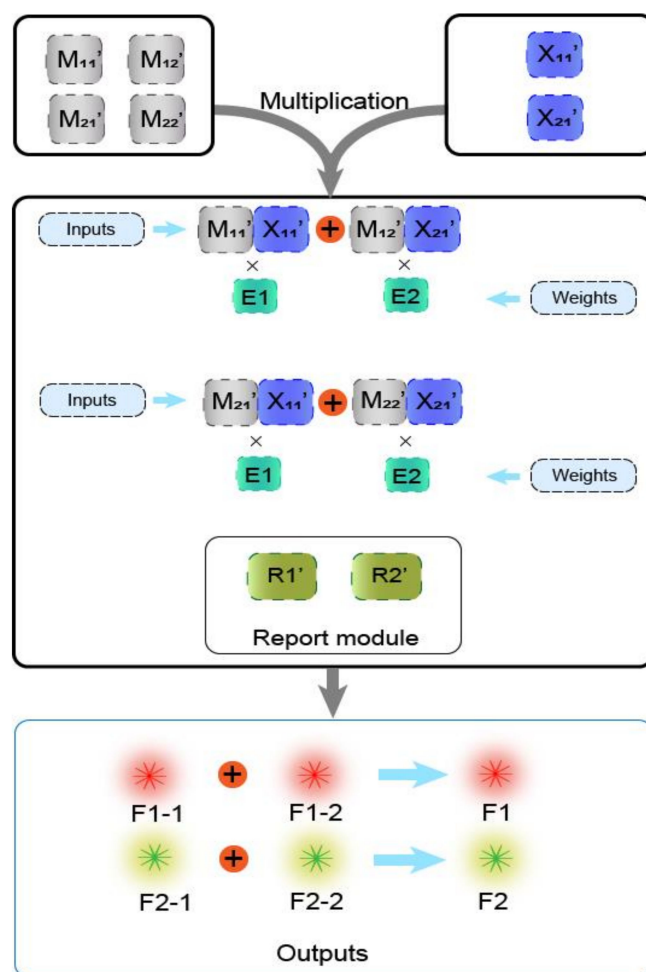 M₁₁’ M₁₂’ X₁₁’
Multiplication
M₂₁’ M₂₂’ X₂₁’
Inputs M₁₁’ X₁₁’ + M₁₂’ X₂₁’
× ×
E1 E2 Weights
Inputs M₂₁’ X₁₁’ + M₂₂’ X₂₁’
× ×
E1 E2 Weights
R1’ R2’
Report module
+
F1-1 F1-2 F1
+
F2-1 F2-2 F2
Outputs